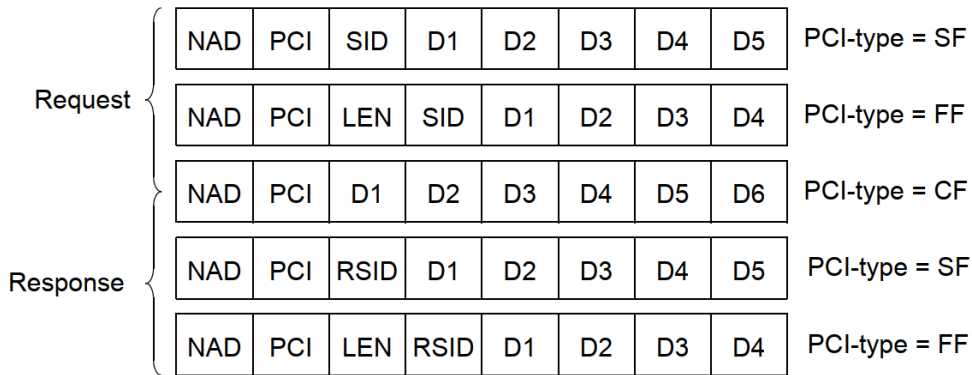 NAD PCI SID D1 D2 D3 D4 D5 PCI-type = SF
Request
NAD PCI LEN SID D1 D2 D3 D4 PCI-type = FF
NAD PCI D1 D2 D3 D4 D5 D6 PCI-type = CF
Response
NAD PCI RSID D1 D2 D3 D4 D5 PCI-type = SF
NAD PCI LEN RSID D1 D2 D3 D4 PCI-type = FF